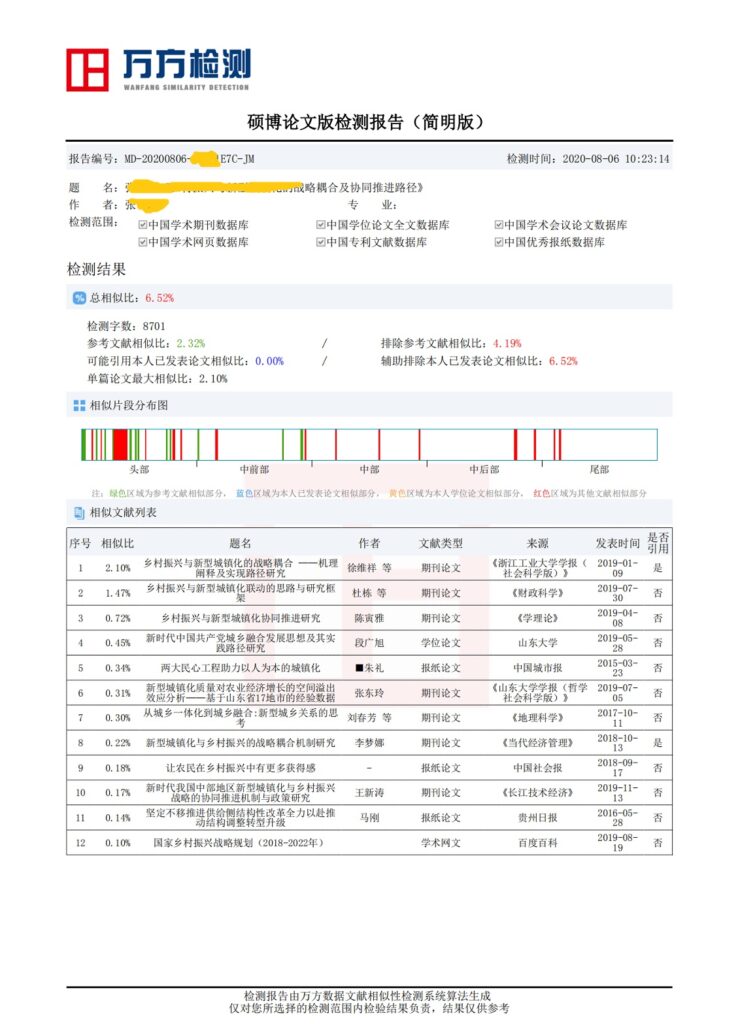 万方检测
WANFANG SIMILARITY DETECTION
硕博论文版检测报告（简明版）
报告编号：MD-20200806- E7C-JM 检测时间：2020-08-06 10:23:14
题 名： 战略耦合及协同推进路径》
作 者：张 专 业：
检测范围： ☑中国学术期刊数据库 ☑中国学位论文全文数据库 ☑中国学术会议论文数据库
☑中国学术网页数据库 ☑中国专利文献数据库 ☑中国优秀报纸数据库
检测结果
% 总相似比：6.52%
检测字数：8701
参考文献相似比：2.32% / 排除参考文献相似比：4.19%
可能引用本人已发表论文相似比：0.00% / 辅助排除本人已发表论文相似比：6.52%
单篇论文最大相似比：2.10%
相似片段分布图
头部 中前部 中部 中后部 尾部
注：绿色区域为参考文献相似部分，蓝色区域为本人已发表论文相似部分，黄色区域为本人学位论文相似部分，红色区域为其他文献相似部分
相似文献列表
序号 相似比 题名 作者 文献类型 来源 发表时间 是否引用
1 2.10% 乡村振兴与新型城镇化的战略耦合 ——机理阐释及实现路径研究 徐维祥 等 期刊论文 《浙江工业大学学报（社会科学版）》 2019-01-09 是
2 1.47% 乡村振兴与新型城镇化联动的思路与研究框架 杜栋 等 期刊论文 《财政科学》 2019-07-30 否
3 0.72% 乡村振兴与新型城镇化协同推进研究 陈寅雅 期刊论文 《学理论》 2019-04-08 否
4 0.45% 新时代中国共产党城乡融合发展思想及其实践路径研究 段广旭 学位论文 山东大学 2019-05-28 否
5 0.34% 两大民心工程助力以人为本的城镇化 ■朱礼 报纸论文 中国城市报 2015-03-23 否
6 0.31% 新型城镇化质量对农业经济增长的空间溢出效应分析——基于山东省17地市的经验数据 张东玲 期刊论文 《山东大学学报（哲学社会科学版）》 2019-07-05 否
7 0.30% 从城乡一体化到城乡融合:新型城乡关系的思考 刘春芳 等 期刊论文 《地理科学》 2017-10-11 否
8 0.22% 新型城镇化与乡村振兴的战略耦合机制研究 李梦娜 期刊论文 《当代经济管理》 2018-10-13 是
9 0.18% 让农民在乡村振兴中有更多获得感 - 报纸论文 中国社会报 2018-09-17 否
10 0.17% 新时代我国中部地区新型城镇化与乡村振兴战略的协同推进机制与政策研究 王新涛 期刊论文 《长江技术经济》 2019-11-13 否
11 0.14% 坚定不移推进供给侧结构性改革全力以赴推动结构调整转型升级 马刚 报纸论文 贵州日报 2016-05-28 否
12 0.10% 国家乡村振兴战略规划（2018-2022年） 学术网文 百度百科 2019-08-19 否
检测报告由万方数据文献相似性检测系统算法生成
仅对您所选择的检测范围内检验结果负责，结果仅供参考